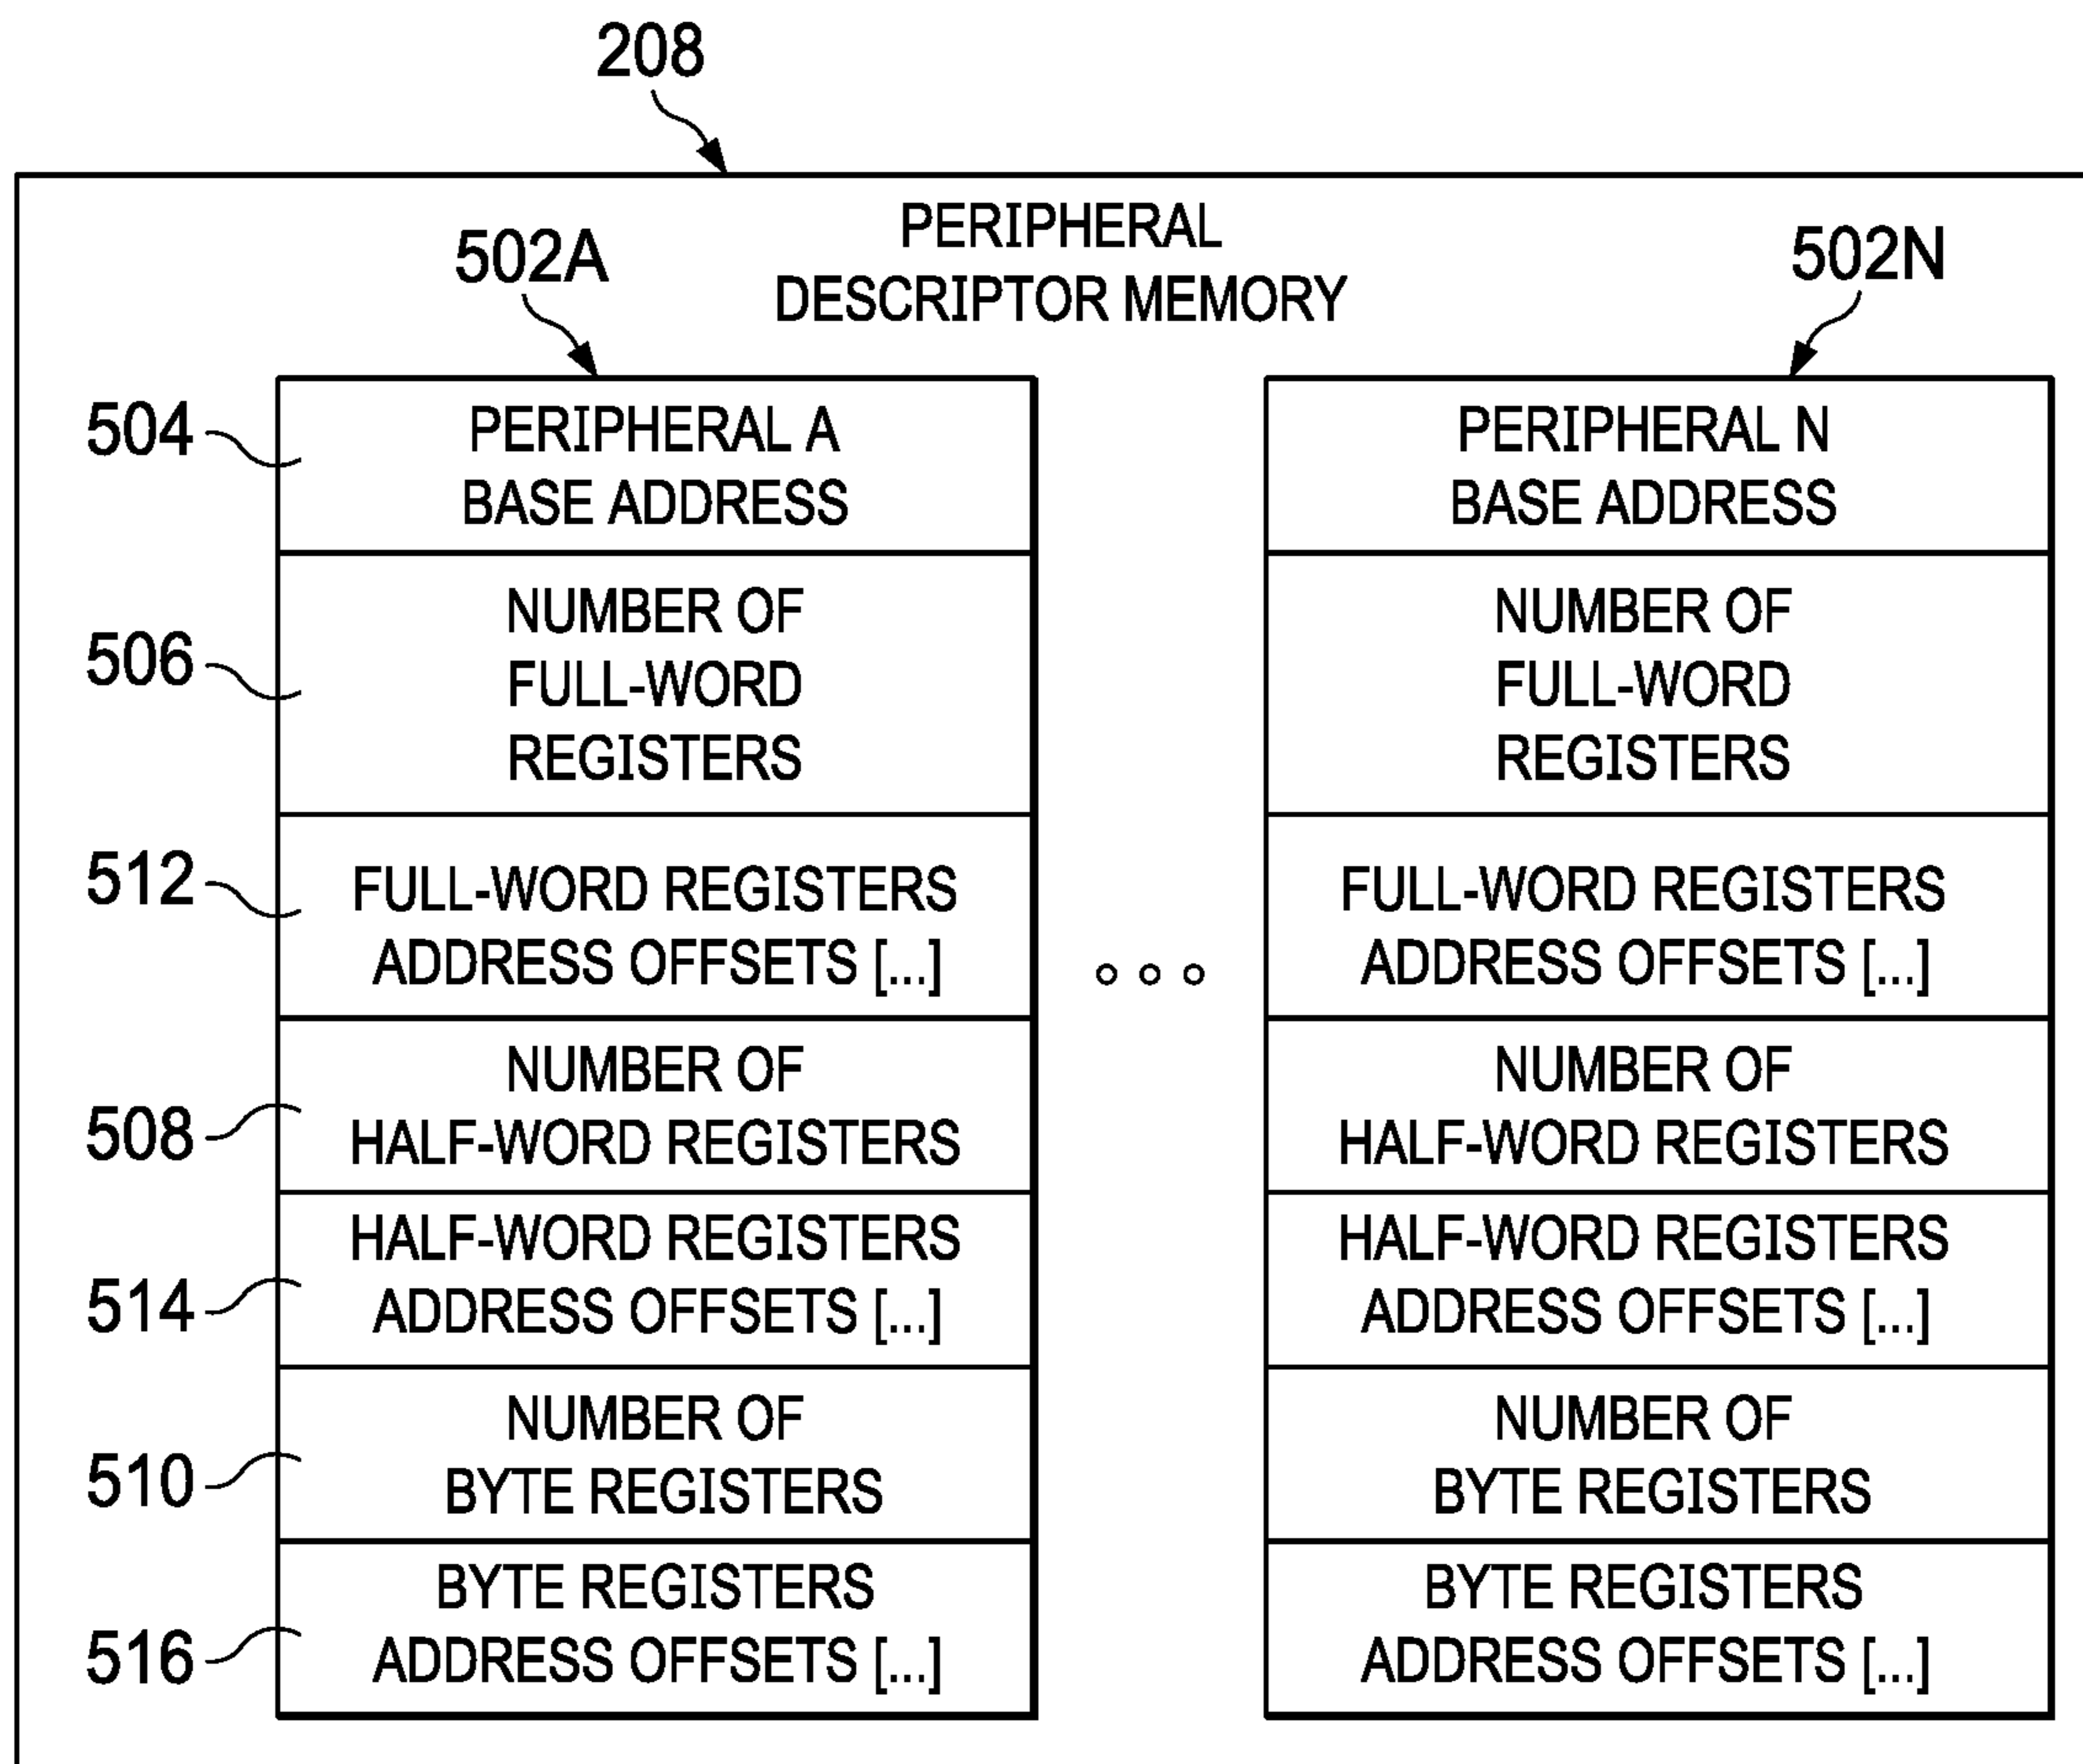 208
PERIPHERAL
DESCRIPTOR MEMORY
502A
502N
504
PERIPHERAL A
BASE ADDRESS
506
NUMBER OF
FULL-WORD
REGISTERS
512
FULL-WORD REGISTERS
ADDRESS OFFSETS [...]
508
NUMBER OF
HALF-WORD REGISTERS
514
HALF-WORD REGISTERS
ADDRESS OFFSETS [...]
510
NUMBER OF
BYTE REGISTERS
516
BYTE REGISTERS
ADDRESS OFFSETS [...]
PERIPHERAL N
BASE ADDRESS
NUMBER OF
FULL-WORD
REGISTERS
FULL-WORD REGISTERS
ADDRESS OFFSETS [...]
NUMBER OF
HALF-WORD REGISTERS
HALF-WORD REGISTERS
ADDRESS OFFSETS [...]
NUMBER OF
BYTE REGISTERS
BYTE REGISTERS
ADDRESS OFFSETS [...]